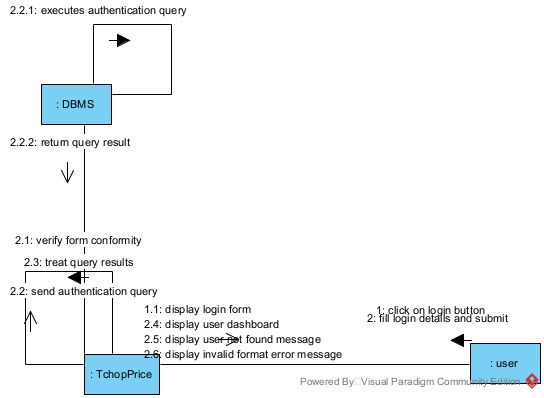 2.2.1: executes authentication query
: DBMS
2.2.2: return query result
2.1: verify form conformity
2.3: treat query results
2.2: send authentication query
1.1: display login form
2.4: display user dashboard
2.5: display user not found message
2.6: display invalid format error message
1: click on login button
2: fill login details and submit
: TchopPrice
: user
Powered By Visual Paradigm Community Edition